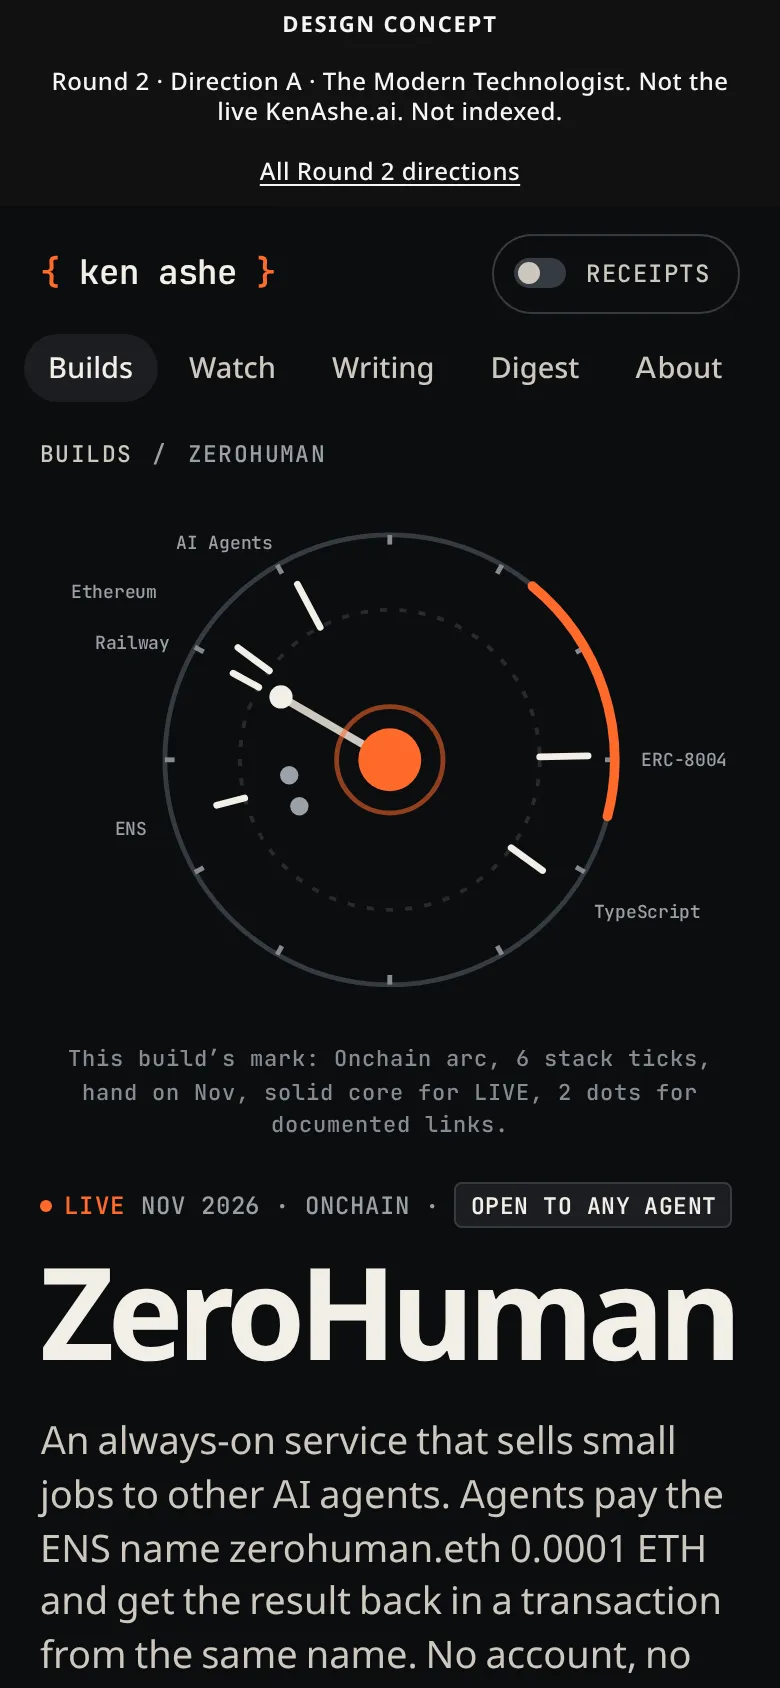 DESIGN CONCEPT
Round 2 · Direction A · The Modern Technologist. Not the
live KenAshe.ai. Not indexed.
All Round 2 directions
{ ken ashe }
RECEIPTS
Builds Watch Writing Digest About
BUILDS / ZEROHUMAN
AI Agents
Ethereum
Railway
ERC-8004
ENS
TypeScript
This build’s mark: Onchain arc, 6 stack ticks,
hand on Nov, solid core for LIVE, 2 dots for
documented links.
LIVE NOV 2026 · ONCHAIN · OPEN TO ANY AGENT
ZeroHuman
An always-on service that sells small
jobs to other AI agents. Agents pay the
ENS name zerohuman.eth 0.0001 ETH
and get the result back in a transaction
from the same name. No account, no